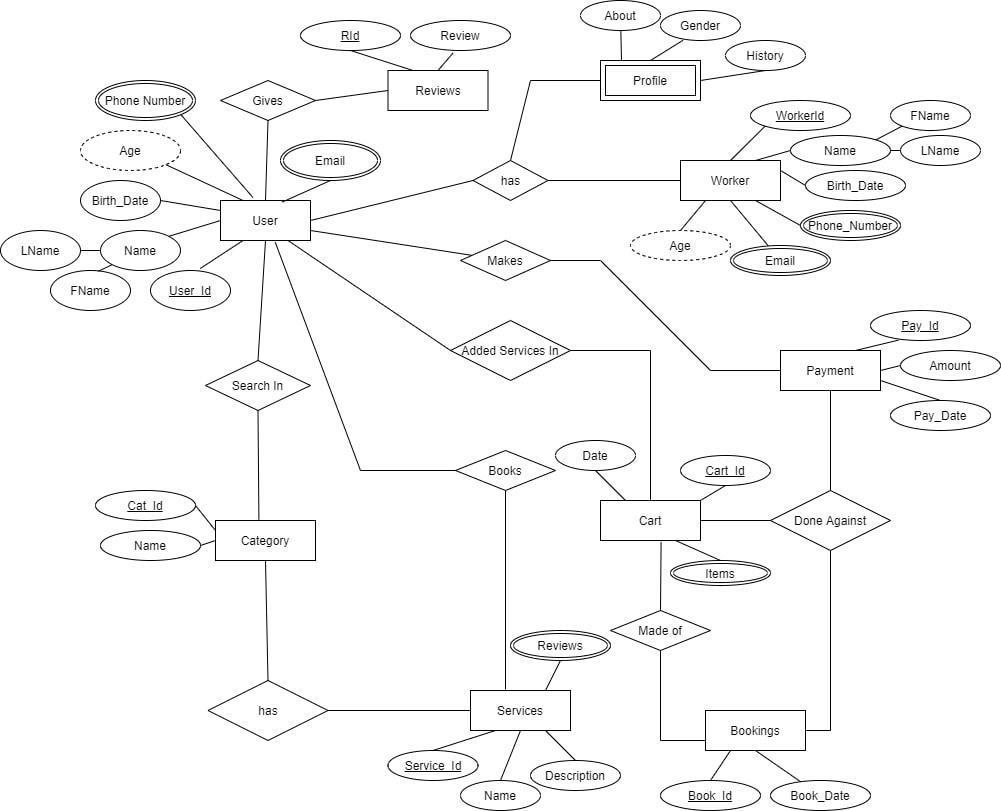 About
Gender
RId
Review
History
Profile
Reviews
Phone Number
Gives
WorkerId
FName
Age
Email
Name
LName
has
Worker
Birth_Date
Birth_Date
User
Phone_Number
LName
Name
Age
Makes
Email
FName
User_Id
Pay_Id
Added Services In
Payment
Amount
Search In
Pay_Date
Date
Books
Cart_Id
Cat_Id
Cart
Done Against
Category
Name
Items
Made of
Reviews
has
Services
Bookings
Service_Id
Description
Name
Book_Id
Book_Date